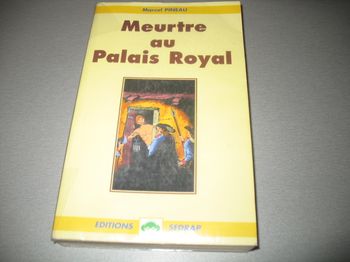 Marcel PINEAU
Meurtre
au
Palais Royal
EDITIONS SEDRAP